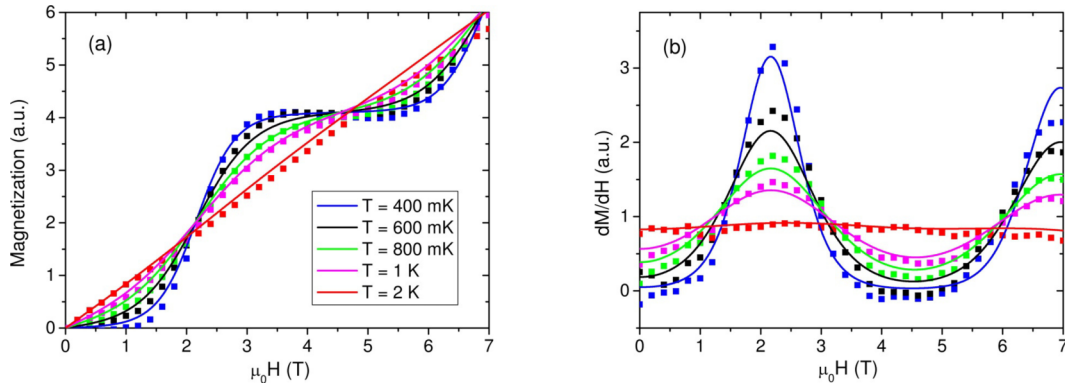 (a)
Magnetization (a.u.)
6
5
4
3
2
1
0
0 1 2 3 4 5 6 7
μ₀H (T)
T = 400 mK
T = 600 mK
T = 800 mK
T = 1 K
T = 2 K
(b)
dM/dH (a.u.)
3
2
1
0
0 1 2 3 4 5 6 7
μ₀H (T)